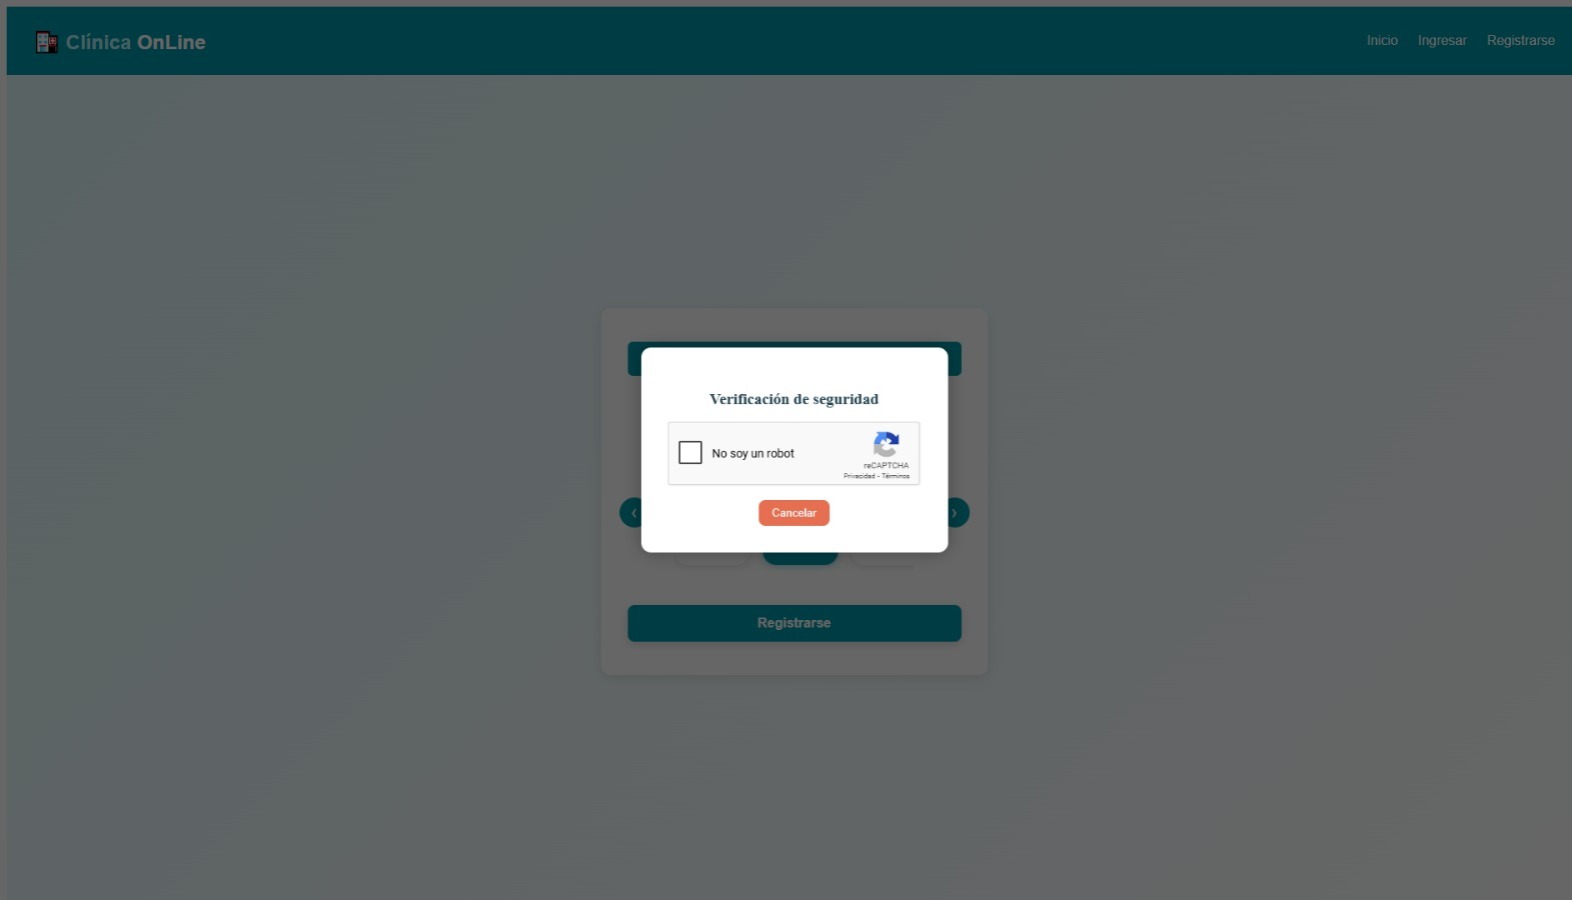 Clínica OnLine
Inicio Ingresar Registrarse
Verificación de seguridad
No soy un robot
reCAPTCHA
Privacidad - Términos
Cancelar
Registrarse